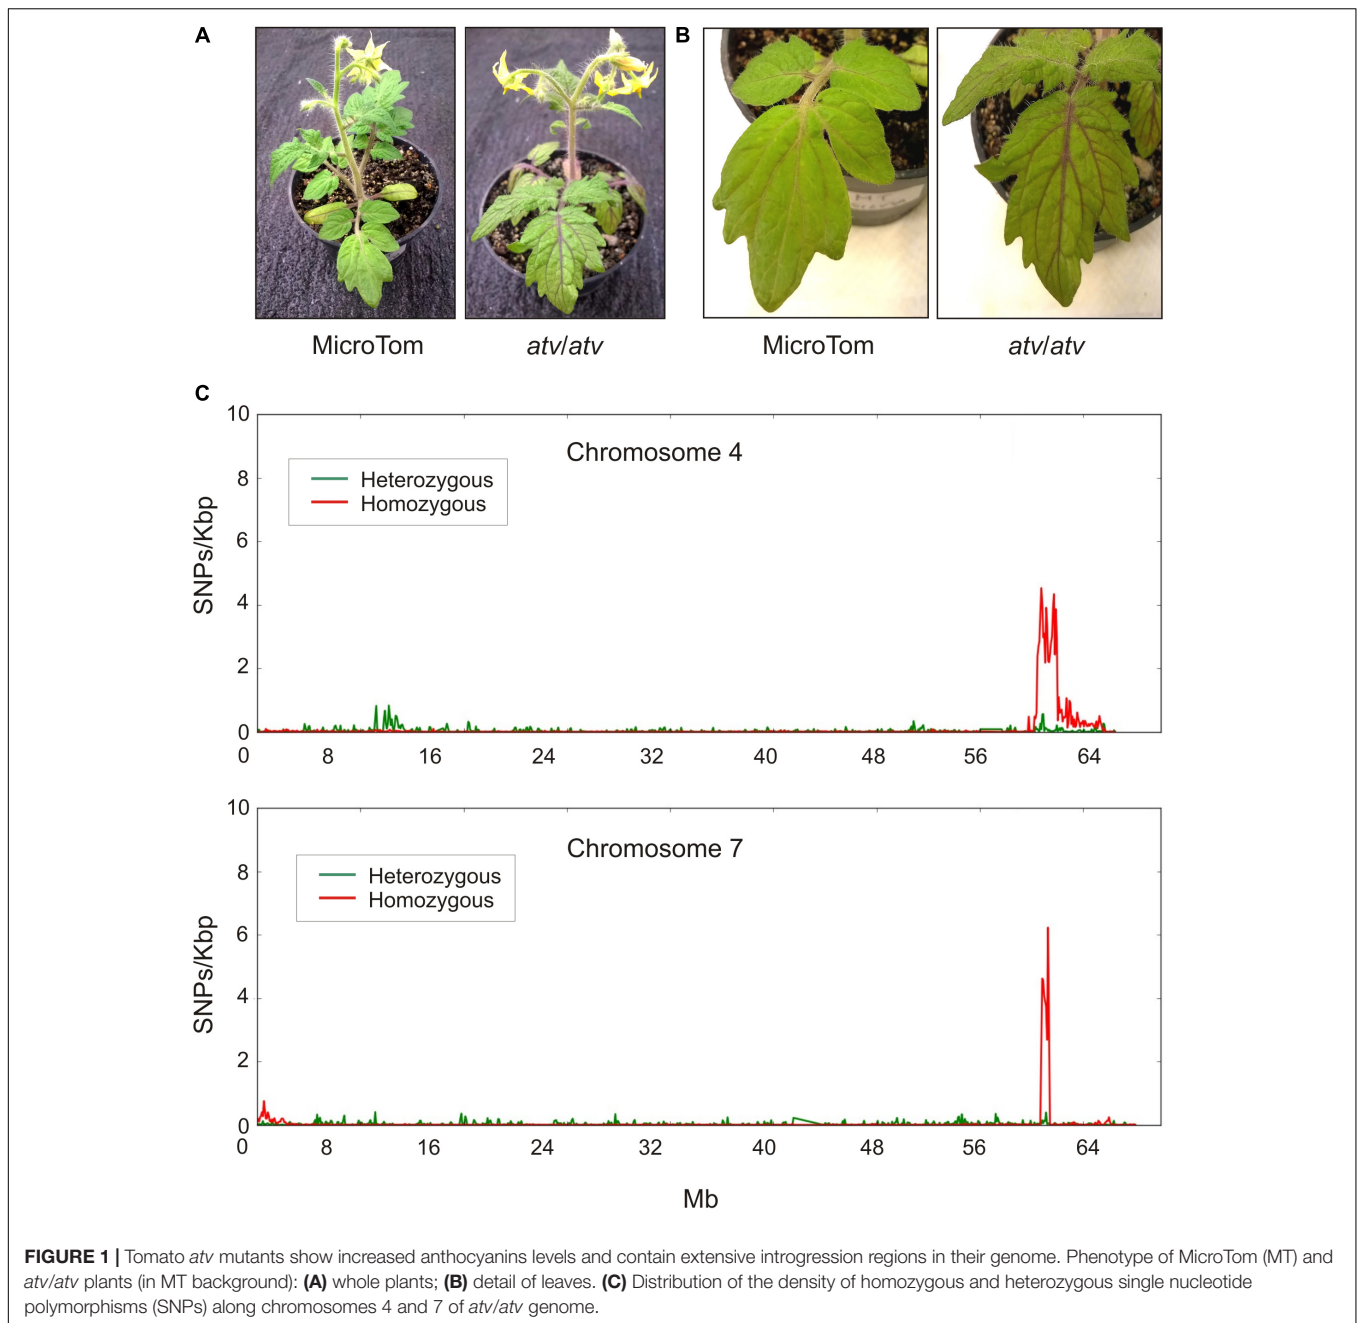 A
B
MicroTom
atv/atv
MicroTom
atv/atv
C
Chromosome 4
Heterozygous
Homozygous
SNPs/Kbp
10
8
6
4
2
0
0 8 16 24 32 40 48 56 64
Chromosome 7
Heterozygous
Homozygous
SNPs/Kbp
10
8
6
4
2
0
0 8 16 24 32 40 48 56 64
Mb
FIGURE 1 | Tomato atv mutants show increased anthocyanins levels and contain extensive introgression regions in their genome. Phenotype of MicroTom (MT) and
atv/atv plants (in MT background): (A) whole plants; (B) detail of leaves. (C) Distribution of the density of homozygous and heterozygous single nucleotide
polymorphisms (SNPs) along chromosomes 4 and 7 of atv/atv genome.